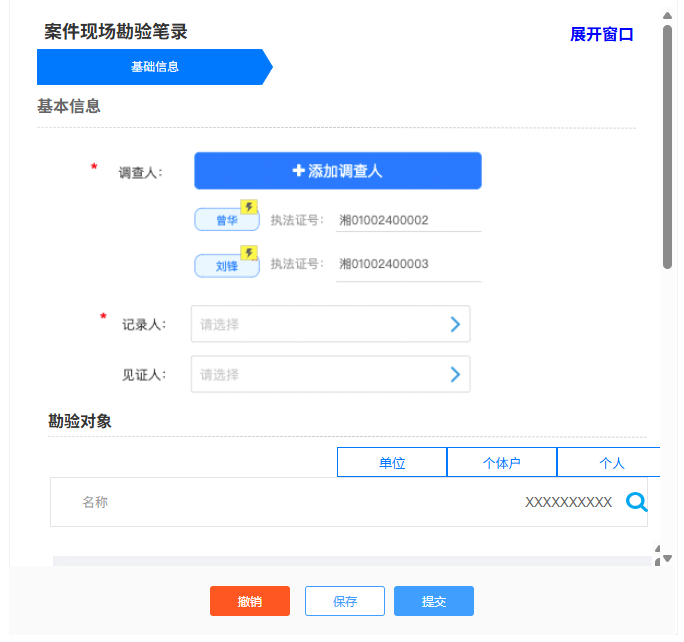 案件现场勘验笔录
展开窗口
基础信息
基本信息
* 调查人： 添加调查人
曾华 执法证号： 湘01002400002
刘锋 执法证号： 湘01002400003
* 记录人： 请选择
见证人： 请选择
勘验对象
单位 个体户 个人
名称 XXXXXXXXXX
撤销 保存 提交